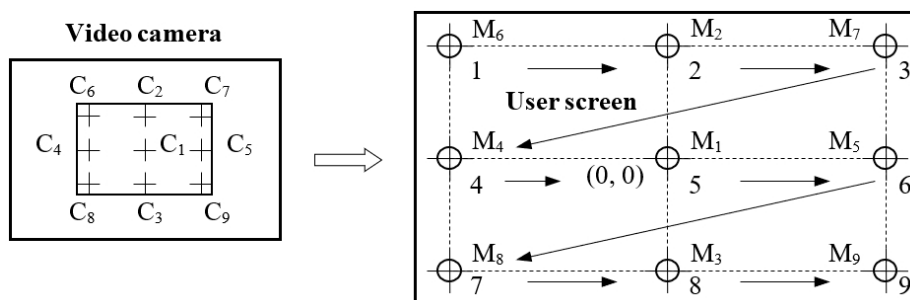 Video camera
C₆ C₂ C₇
C₄ C₁ C₅
C₈ C₃ C₉
M₆ M₂ M₇
1 2 3
User screen
M₄ M₁ M₅
4 (0, 0) 5 6
M₈ M₃ M₉
7 8 9